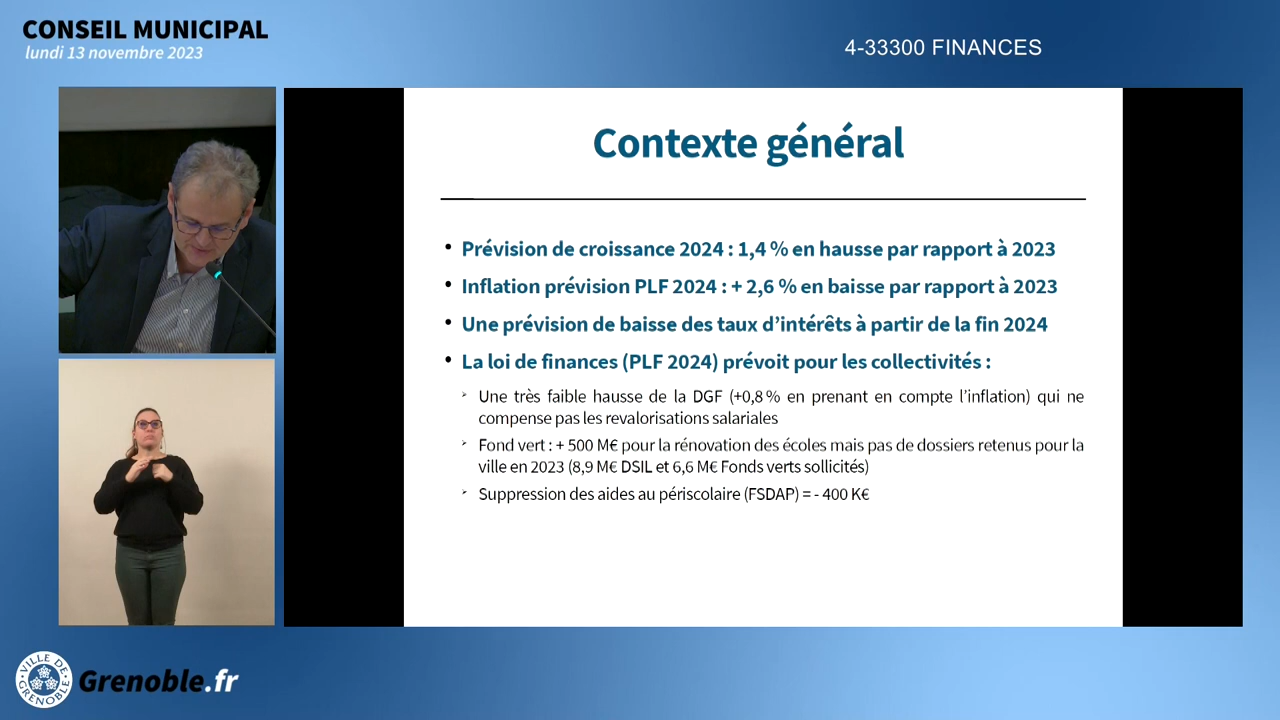 CONSEIL MUNICIPAL
lundi 13 novembre 2023
4-33300 FINANCES
Contexte général
• Prévision de croissance 2024 : 1,4 % en hausse par rapport à 2023
• Inflation prévision PLF 2024 : + 2,6 % en baisse par rapport à 2023
• Une prévision de baisse des taux d’intérêts à partir de la fin 2024
• La loi de finances (PLF 2024) prévoit pour les collectivités :
Une très faible hausse de la DGF (+0,8 % en prenant en compte l’inflation) qui ne
compense pas les revalorisations salariales
Fond vert : + 500 M€ pour la rénovation des écoles mais pas de dossiers retenus pour la
ville en 2023 (8,9 M€ DSIL et 6,6 M€ Fonds verts sollicités)
Suppression des aides au périscolaire (FSDAP) = - 400 K€
VILLE DE
GRENOBLE
Grenoble.fr